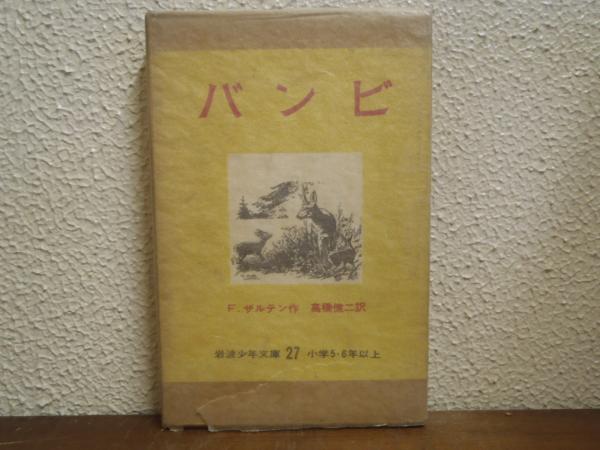 バンビ
F. ザルテン作 高橋健二訳
岩波少年文庫 27 小学5・6年以上